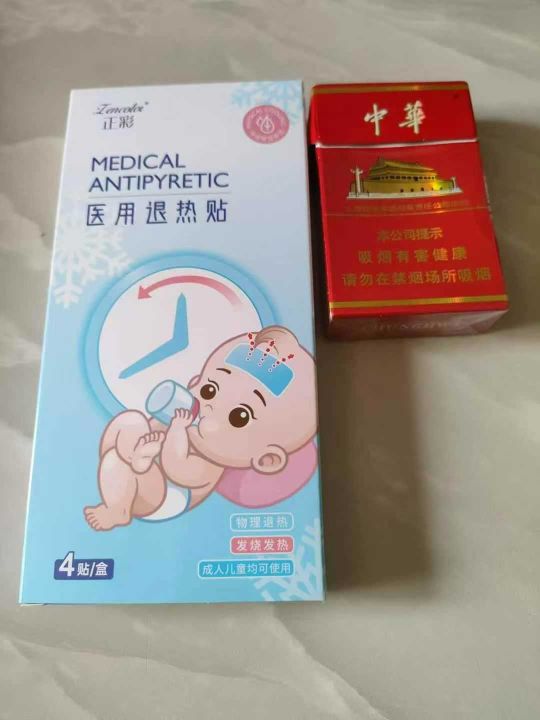 Zencolor
正彩
MEDICAL
ANTIPYRETIC
医用退热贴
物理退热
发烧发热
成人儿童均可使用
4贴/盒
中華
本公司提示
吸烟有害健康
请勿在禁烟场所吸烟